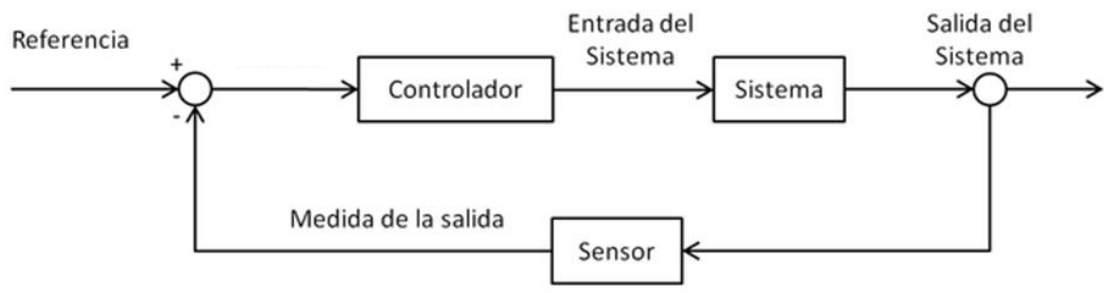 Referencia
+
-
Controlador
Entrada del
Sistema
Sistema
Salida del
Sistema
Medida de la salida
Sensor